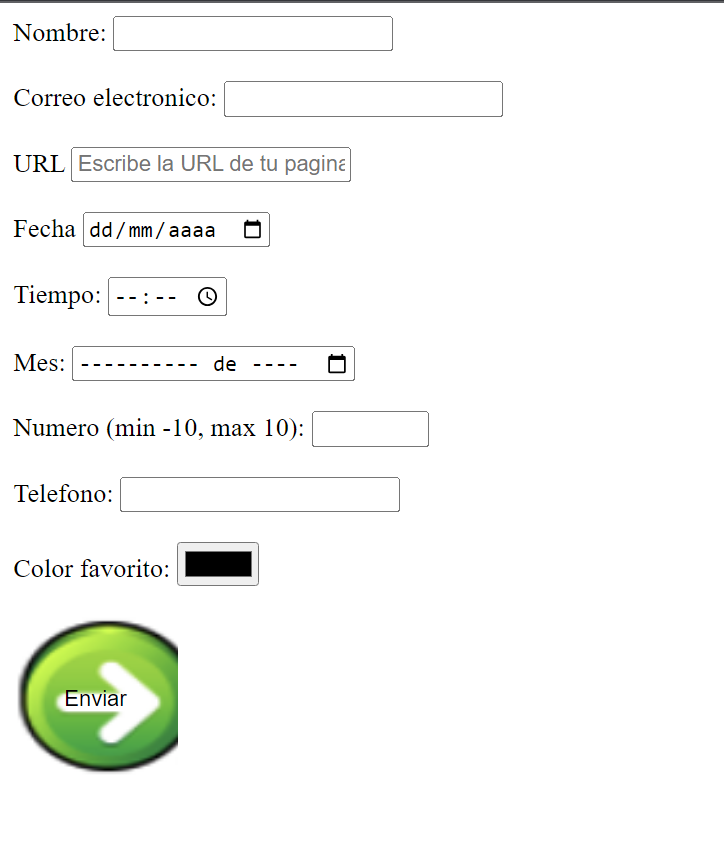 Nombre:
Correo electronico:
URL Escribe la URL de tu pagina
Fecha dd/mm/aaaa
Tiempo: --:--
Mes: ---------- de ----
Numero (min -10, max 10):
Telefono:
Color favorito:
Enviar